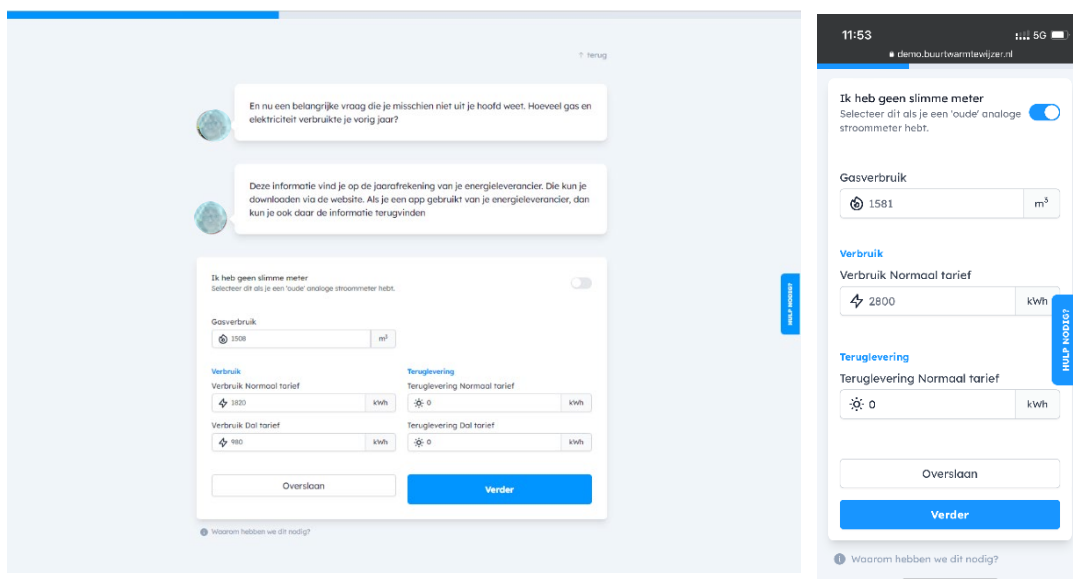 ↑ terug
En nu een belangrijke vraag die je misschien niet uit je hoofd weet. Hoeveel gas en
elektriciteit verbruikte je vorig jaar?
Deze informatie vind je op de jaarafrekening van je energieleverancier. Die kun je
downloaden via de website. Als je een app gebruikt van je energieleverancier, dan
kun je ook daar de informatie terugvinden
Ik heb geen slimme meter
Selecteer dit als je een 'oude' analoge stroommeter hebt.
Gasverbruik
1508 m³
Verbruik Teruglevering
Verbruik Normaal tarief Teruglevering Normaal tarief
1820 kWh 0 kWh
Verbruik Dal tarief Teruglevering Dal tarief
980 kWh 0 kWh
Overslaan Verder
Waarom hebben we dit nodig?
HULP NODIG?
11:53 5G
demo.buurtwarmtewijzer.nl
Ik heb geen slimme meter
Selecteer dit als je een 'oude' analoge
stroommeter hebt.
Gasverbruik
1581 m³
Verbruik
Verbruik Normaal tarief
2800 kWh
Teruglevering
Teruglevering Normaal tarief
0 kWh
Overslaan
Verder
Waarom hebben we dit nodig?
HULP NODIG?